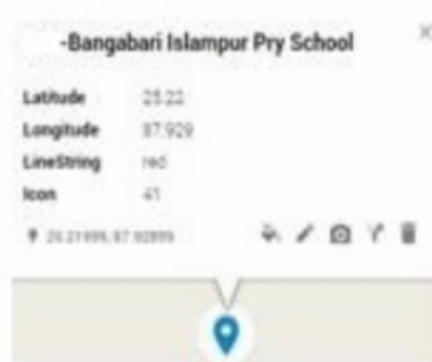 -Bangabari Islampur Pry School
Latitude 25.22
Longitude 87.929
LineString red
Icon 41